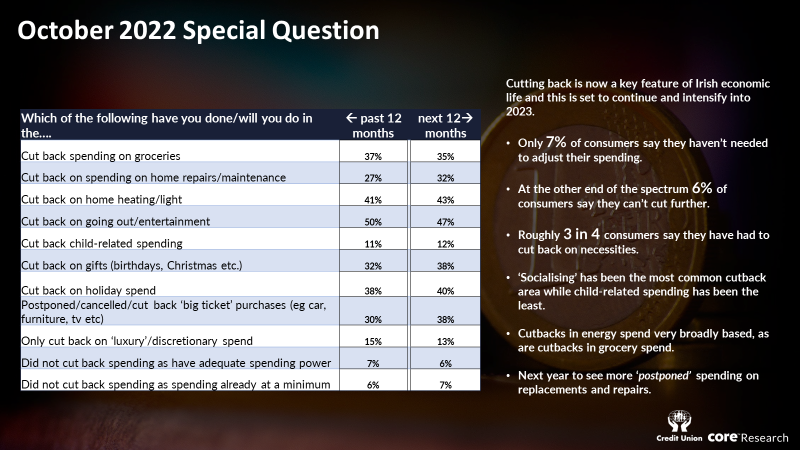 October 2022 Special Question
Which of the following have you done/will you do in the.... ← past 12 months next 12→ months
Cut back spending on groceries 37% 35%
Cut back on spending on home repairs/maintenance 27% 32%
Cut back on home heating/light 41% 43%
Cut back on going out/entertainment 50% 47%
Cut back child-related spending 11% 12%
Cut back on gifts (birthdays, Christmas etc.) 32% 38%
Cut back on holiday spend 38% 40%
Postponed/cancelled/cut back ‘big ticket’ purchases (eg car, furniture, tv etc) 30% 38%
Only cut back on ‘luxury’/discretionary spend 15% 13%
Did not cut back spending as have adequate spending power 7% 6%
Did not cut back spending as spending already at a minimum 6% 7%
Cutting back is now a key feature of Irish economic
life and this is set to continue and intensify into
2023.
• Only 7% of consumers say they haven’t needed
to adjust their spending.
• At the other end of the spectrum 6% of
consumers say they can’t cut further.
• Roughly 3 in 4 consumers say they have had to
cut back on necessities.
• ‘Socialising’ has been the most common cutback
area while child-related spending has been the
least.
• Cutbacks in energy spend very broadly based, as
are cutbacks in grocery spend.
• Next year to see more ‘postponed’ spending on
replacements and repairs.
Credit Union core Research